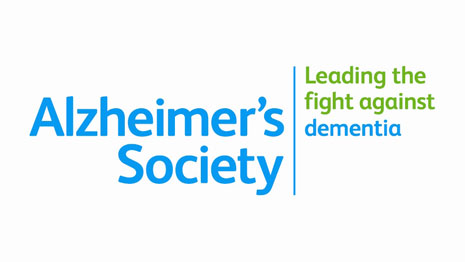 Alzheimer's
Society
Leading the
fight against
dementia